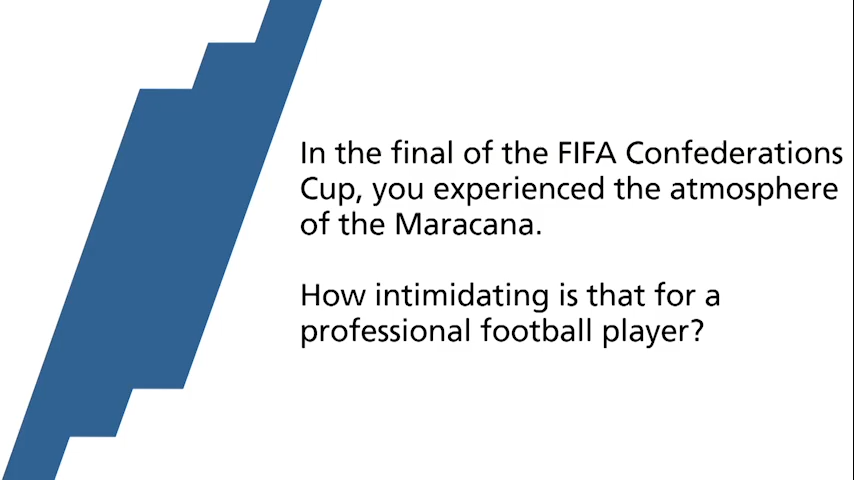 In the final of the FIFA Confederations
Cup, you experienced the atmosphere
of the Maracana.
How intimidating is that for a
professional football player?